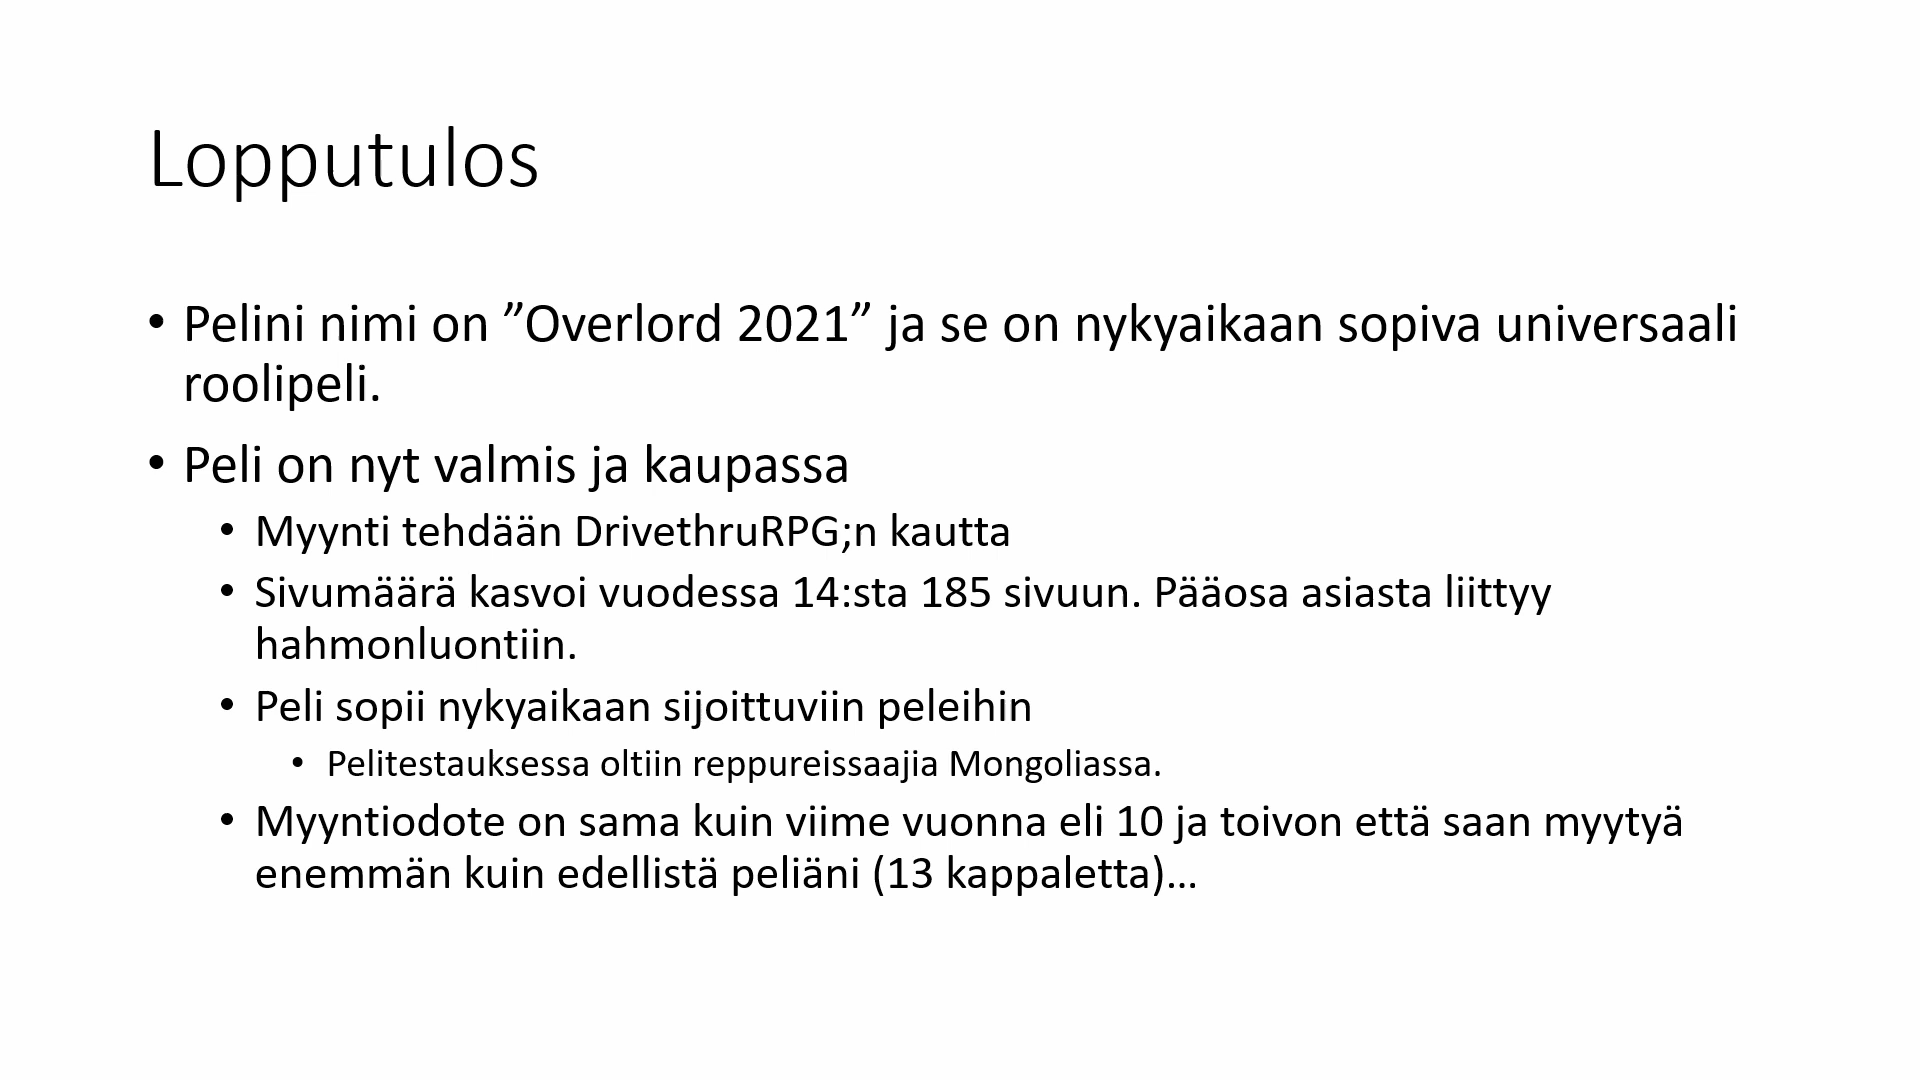 Lopputulos
• Pelini nimi on ”Overlord 2021” ja se on nykyaikaan sopiva universaali
roolipeli.
• Peli on nyt valmis ja kaupassa
• Myynti tehdään DrivethruRPG;n kautta
• Sivumäärä kasvoi vuodessa 14:sta 185 sivuun. Pääosa asiasta liittyy
hahmonluontiin.
• Peli sopii nykyaikaan sijoittuviin peleihin
• Pelitestauksessa oltiin reppureissaajia Mongoliassa.
• Myyntiodote on sama kuin viime vuonna eli 10 ja toivon että saan myytyä
enemmän kuin edellistä peliäni (13 kappaletta)…